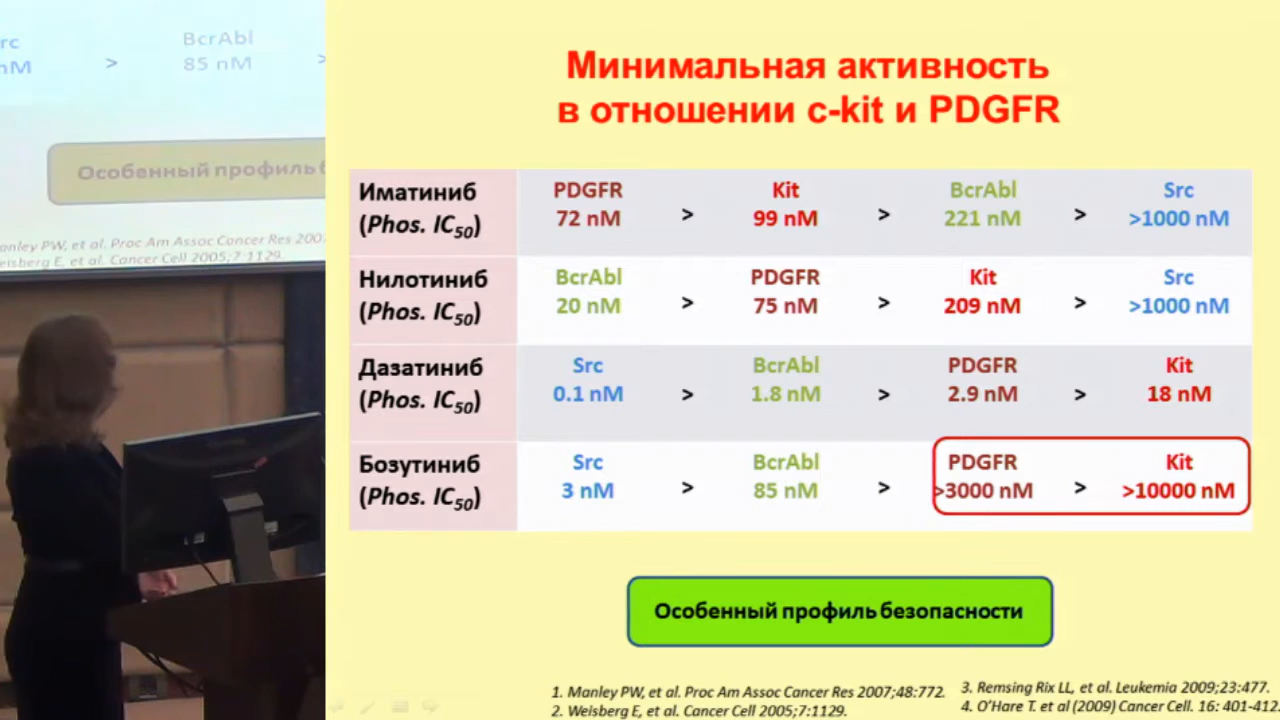 rc
BcrAbl
nM
>
85 nM
>
Особенный профиль
anley PW, et al. Proc Am Assoc Cancer Res 200
eisberg E, et al. Cancer Cell 2005;7:1129.
Минимальная активность
в отношении c-kit и PDGFR
Иматиниб PDGFR Kit BcrAbl Src
(Phos. IC50) 72 nM > 99 nM > 221 nM > >1000 nM
Нилотиниб BcrAbl PDGFR Kit Src
(Phos. IC50) 20 nM > 75 nM > 209 nM > >1000 nM
Дазатиниб Src BcrAbl PDGFR Kit
(Phos. IC50) 0.1 nM > 1.8 nM > 2.9 nM > 18 nM
Бозутиниб Src BcrAbl PDGFR Kit
(Phos. IC50) 3 nM > 85 nM > >3000 nM > >10000 nM
Особенный профиль безопасности
1. Manley PW, et al. Proc Am Assoc Cancer Res 2007;48:772.
2. Weisberg E, et al. Cancer Cell 2005;7:1129.
3. Remsing Rix LL, et al. Leukemia 2009;23:477.
4. O’Hare T. et al (2009) Cancer Cell. 16: 401-412